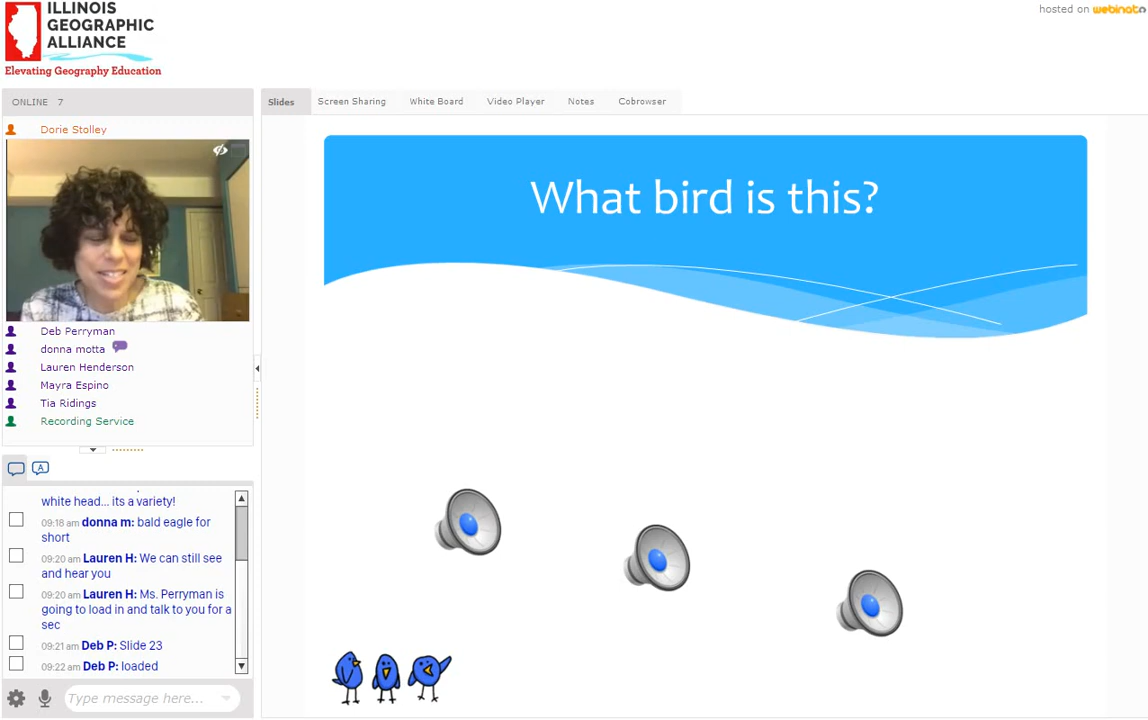 ILLINOIS
GEOGRAPHIC
ALLIANCE
Elevating Geography Education
hosted on webinato
ONLINE 7
Dorie Stolley
Deb Perryman
donna motta
Lauren Henderson
Mayra Espino
Tia Ridings
Recording Service
A
white head... its a variety!
09:18 am donna m: bald eagle for
short
09:20 am Lauren H: We can still see
and hear you
09:20 am Lauren H: Ms. Perryman is
going to load in and talk to you for a
sec
09:21 am Deb P: Slide 23
09:22 am Deb P: loaded
Type message here...
Slides Screen Sharing White Board Video Player Notes Cobrowser
What bird is this?